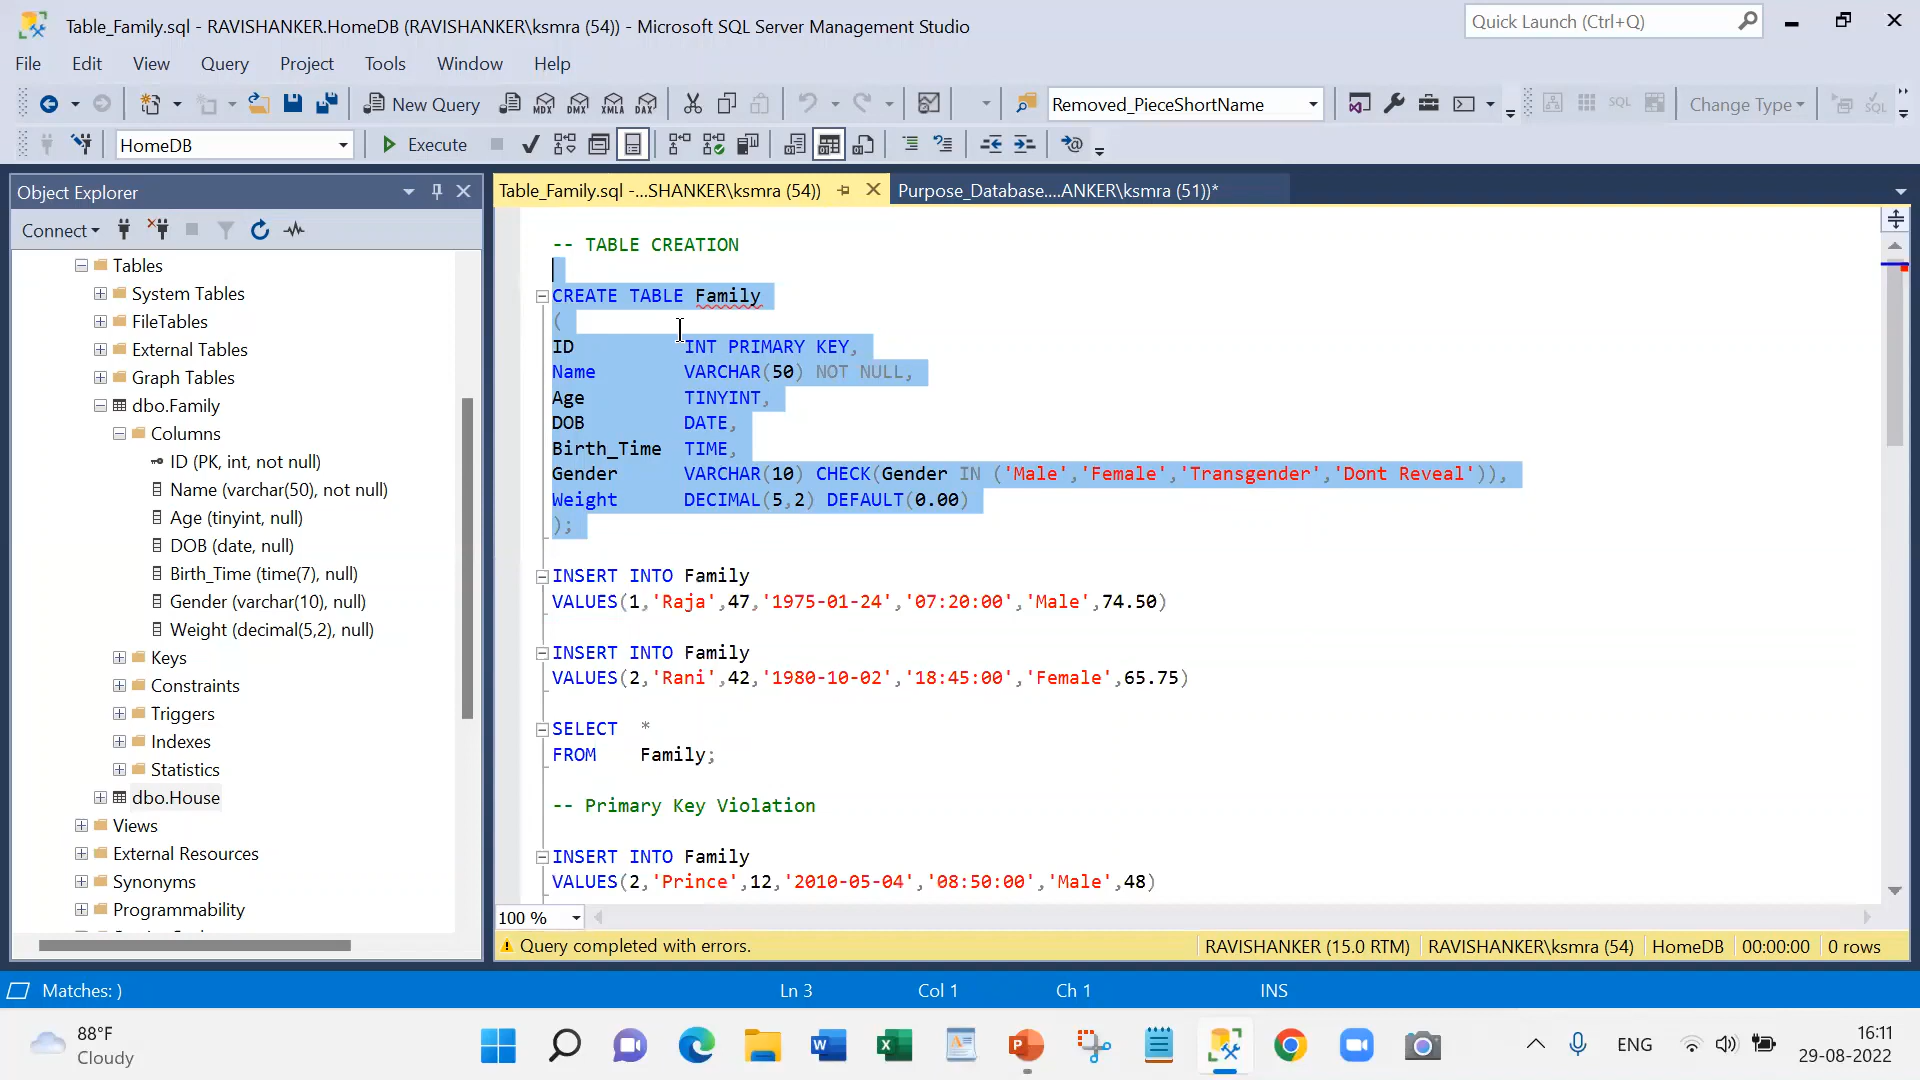 Table_Family.sql - RAVISHANKER.HomeDB (RAVISHANKER\ksmra (54)) - Microsoft SQL Server Management Studio
Quick Launch (Ctrl+Q)
File Edit View Query Project Tools Window Help
New Query MDX DMX XMLA DAX Removed_PieceShortName SQL Change Type SQL
HomeDB Execute
Object Explorer
Table_Family.sql -...SHANKER\ksmra (54)) Purpose_Database....ANKER\ksmra (51))*
Connect
Tables
System Tables
FileTables
External Tables
Graph Tables
dbo.Family
Columns
ID (PK, int, not null)
Name (varchar(50), not null)
Age (tinyint, null)
DOB (date, null)
Birth_Time (time(7), null)
Gender (varchar(10), null)
Weight (decimal(5,2), null)
Keys
Constraints
Triggers
Indexes
Statistics
dbo.House
Views
External Resources
Synonyms
Programmability
-- TABLE CREATION
CREATE TABLE Family
(
ID INT PRIMARY KEY,
Name VARCHAR(50) NOT NULL,
Age TINYINT,
DOB DATE,
Birth_Time TIME,
Gender VARCHAR(10) CHECK(Gender IN ('Male','Female','Transgender','Dont Reveal')),
Weight DECIMAL(5,2) DEFAULT(0.00)
);
INSERT INTO Family
VALUES(1,'Raja',47,'1975-01-24','07:20:00','Male',74.50)
INSERT INTO Family
VALUES(2,'Rani',42,'1980-10-02','18:45:00','Female',65.75)
SELECT *
FROM Family;
-- Primary Key Violation
INSERT INTO Family
VALUES(2,'Prince',12,'2010-05-04','08:50:00','Male',48)
100 %
Query completed with errors. RAVISHANKER (15.0 RTM) RAVISHANKER\ksmra (54) HomeDB 00:00:00 0 rows
Matches: ) Ln 3 Col 1 Ch 1 INS
88°F
Cloudy
ENG
16:11
29-08-2022